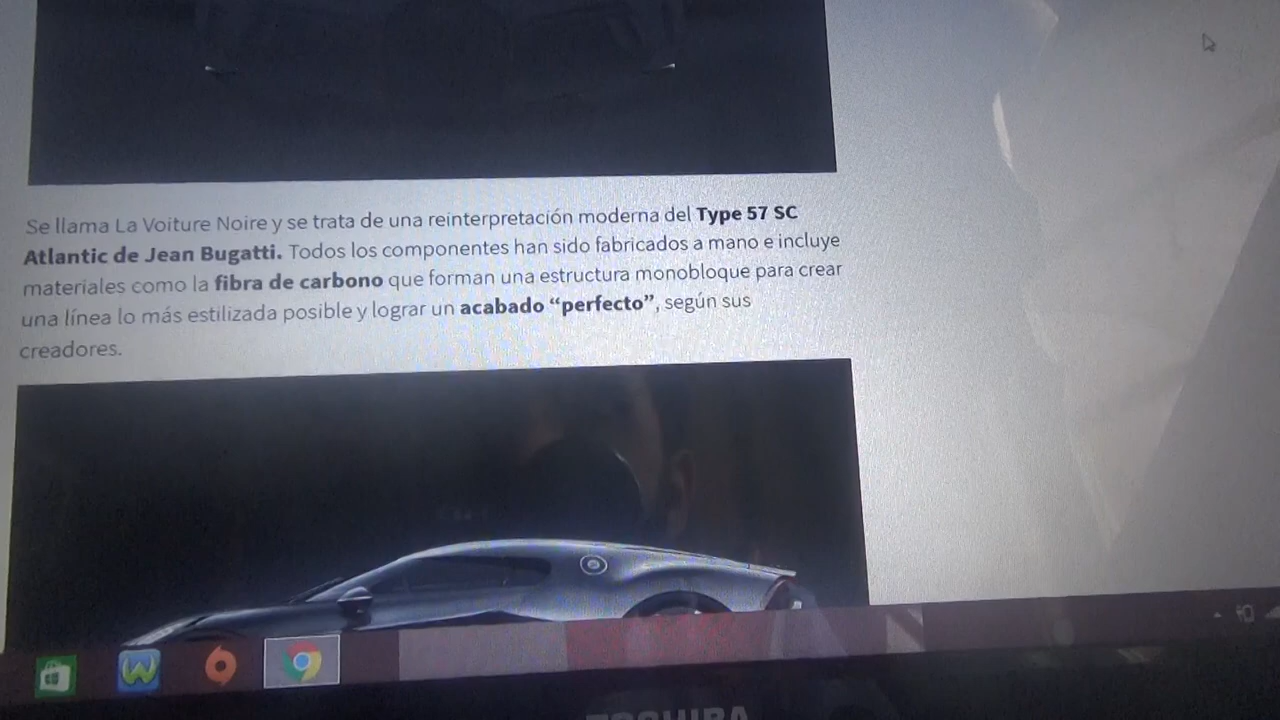 Se llama La Voiture Noire y se trata de una reinterpretación moderna del Type 57 SC
Atlantic de Jean Bugatti. Todos los componentes han sido fabricados a mano e incluye
materiales como la fibra de carbono que forman una estructura monobloque para crear
una línea lo más estilizada posible y lograr un acabado “perfecto”, según sus
creadores.
TOSHIBA